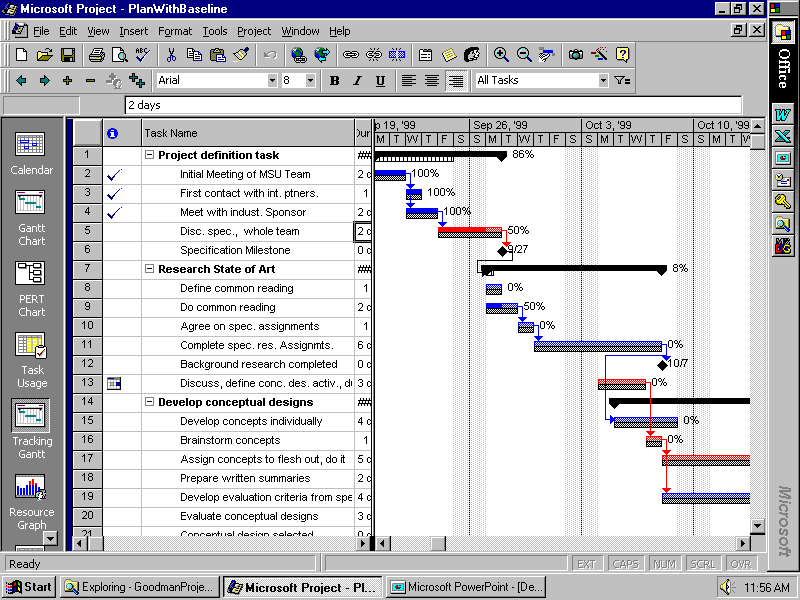 Microsoft Project - PlanWithBaseline
File Edit View Insert Format Tools Project Window Help
Arial 8 B I U All Tasks
2 days
Office
Task Name Dur
p 19, '99 Sep 26, '99 Oct 3, '99 Oct 10, '99
M T W T F S S M T W T F S S M T W T F S S M T W
1 Project definition task ## 86%
2 Initial Meeting of MSU Team 2 c 100%
3 First contact with int. ptners. 1 100%
4 Meet with indust. Sponsor 2 c 100%
5 Disc. spec., whole team 2 c 50%
6 Specification Milestone 0 c 9/27
7 Research State of Art ## 8%
8 Define common reading 1 0%
9 Do common reading 2 c 50%
10 Agree on spec. assignments 1 0%
11 Complete spec. res. Assignmts. 6 c 0%
12 Background research completed 0 c 10/7
13 Discuss, define conc. des. activ., du 3 c 0%
14 Develop conceptual designs ##
15 Develop concepts individually 4 c 0%
16 Brainstorm concepts 1 0%
17 Assign concepts to flesh out, do it 5 c
18 Prepare written summaries 2 c
19 Develop evaluation criteria from spe 4 c
20 Evaluate conceptual designs 3 c
21 Conceptual design selected 0 c
Calendar
Gantt
Chart
PERT
Chart
Task
Usage
Tracking
Gantt
Resource
Graph
Microsoft
Ready EXT CAPS NUM SCRL OVR
Start Exploring - GoodmanProje... Microsoft Project - Pl... Microsoft PowerPoint - [De... 11:56 AM